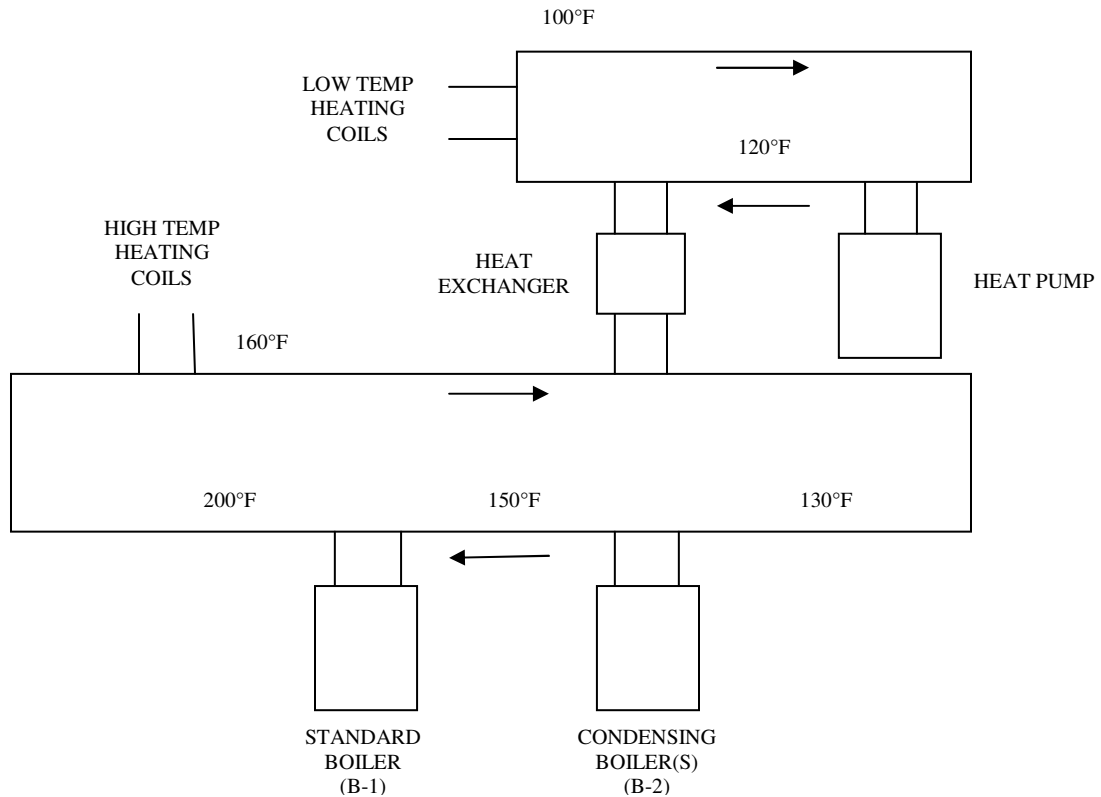 100°F
LOW TEMP
HEATING
COILS
120°F
HIGH TEMP
HEATING
COILS
HEAT
EXCHANGER
HEAT PUMP
160°F
200°F
150°F
130°F
STANDARD
BOILER
(B-1)
CONDENSING
BOILER(S)
(B-2)